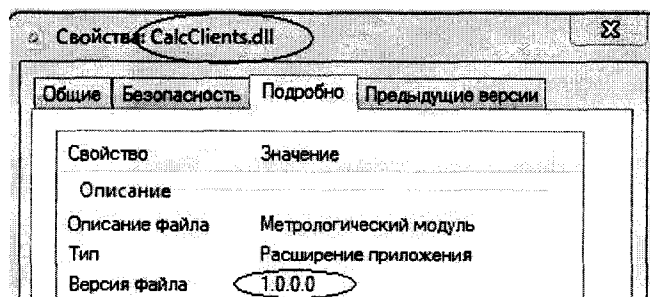 Свойства: CalcClients.dll
Общие Безопасность Подробно Предыдущие версии
Свойство Значение
Описание
Описание файла Метрологический модуль
Тип Расширение приложения
Версия файла 1.0.0.0